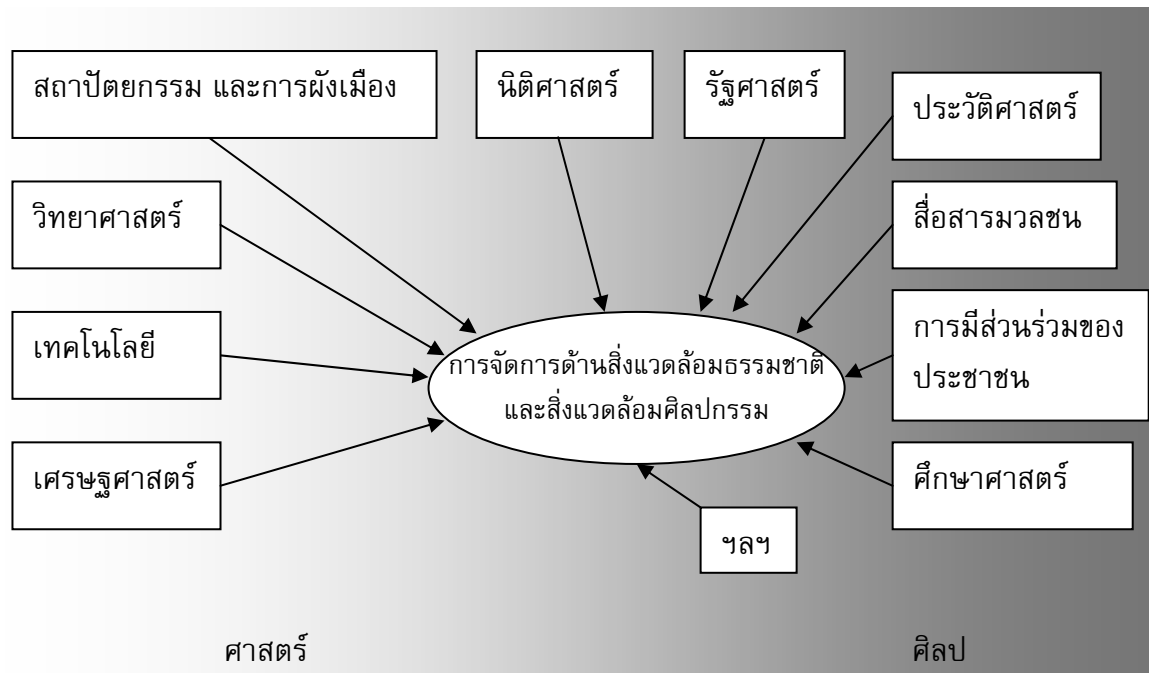 สถาปัตยกรรม และการผังเมือง
นิติศาสตร์
รัฐศาสตร์
ประวัติศาสตร์
วิทยาศาสตร์
สื่อสารมวลชน
เทคโนโลยี
การมีส่วนร่วมของ
ประชาชน
การจัดการด้านสิ่งแวดล้อมธรรมชาติ
และสิ่งแวดล้อมศิลปกรรม
เศรษฐศาสตร์
ศึกษาศาสตร์
ฯลฯ
ศาสตร์
ศิลป